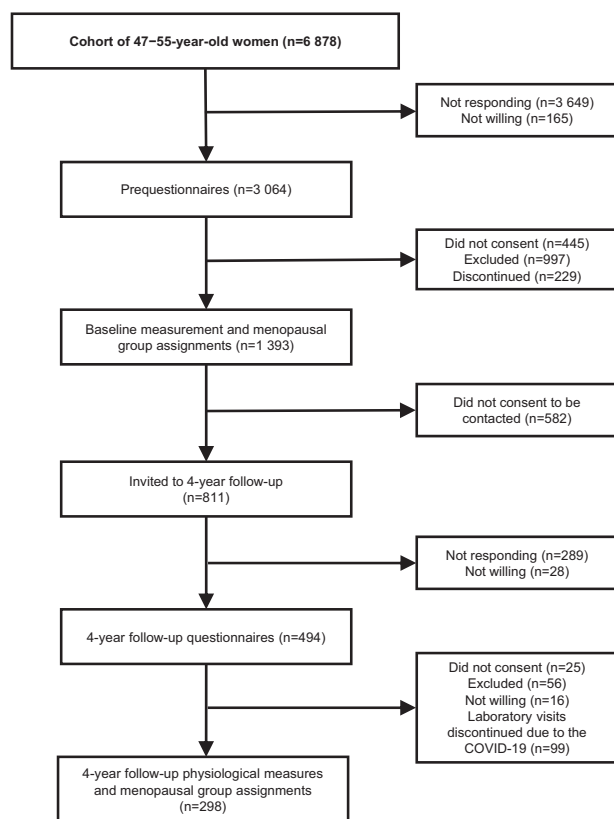 Cohort of 47−55-year-old women (n=6 878)
Not responding (n=3 649)
Not willing (n=165)
Prequestionnaires (n=3 064)
Did not consent (n=445)
Excluded (n=997)
Discontinued (n=229)
Baseline measurement and menopausal
group assignments (n=1 393)
Did not consent to be
contacted (n=582)
Invited to 4-year follow-up
(n=811)
Not responding (n=289)
Not willing (n=28)
4-year follow-up questionnaires (n=494)
Did not consent (n=25)
Excluded (n=56)
Not willing (n=16)
Laboratory visits
discontinued due to the
COVID-19 (n=99)
4-year follow-up physiological measures
and menopausal group assignments
(n=298)